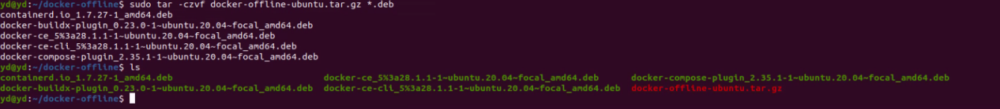 yd@yd:~/docker-offline$ sudo tar -czvf docker-offline-ubuntu.tar.gz *.deb
containerd.io_1.7.27-1_amd64.deb
docker-buildx-plugin_0.23.0-1~ubuntu.20.04~focal_amd64.deb
docker-ce_5%3a28.1.1-1~ubuntu.20.04~focal_amd64.deb
docker-ce-cli_5%3a28.1.1-1~ubuntu.20.04~focal_amd64.deb
docker-compose-plugin_2.35.1-1~ubuntu.20.04~focal_amd64.deb
yd@yd:~/docker-offline$ ls
containerd.io_1.7.27-1_amd64.deb docker-ce_5%3a28.1.1-1~ubuntu.20.04~focal_amd64.deb docker-compose-plugin_2.35.1-1~ubuntu.20.04~focal_amd64.deb
docker-buildx-plugin_0.23.0-1~ubuntu.20.04~focal_amd64.deb docker-ce-cli_5%3a28.1.1-1~ubuntu.20.04~focal_amd64.deb docker-offline-ubuntu.tar.gz
yd@yd:~/docker-offline$